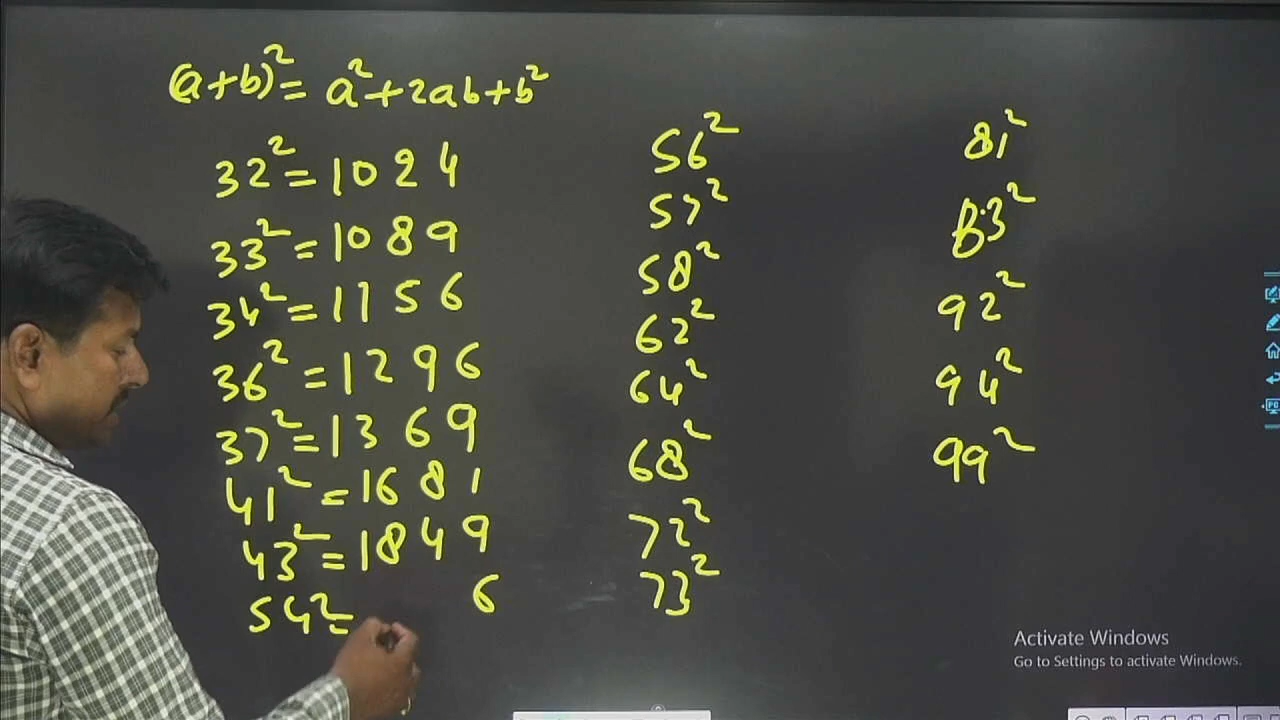 (a+b)² = a²+2ab+b²
32² = 1024
33² = 1089
34² = 1156
36² = 1296
37² = 1369
41² = 1681
43² = 1849
54² = 6
56²
57²
58²
62²
64²
68²
72²
73²
81²
83²
92²
94²
99²
Activate Windows
Go to Settings to activate Windows.